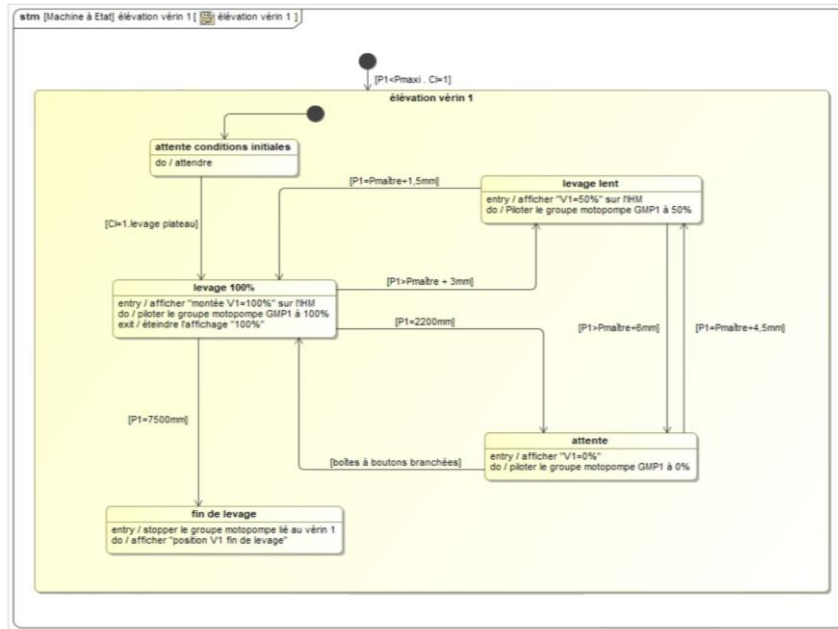 stm [Machine à Etat] élévation vérin 1 [ élévation vérin 1 ]
[P1<Pmaxi . CI=1]
élévation vérin 1
attente conditions initiales
do / attendre
[P1=Pmaître+1,5mm]
levage lent
entry / afficher "V1=50%" sur l'IHM
do / Piloter le groupe motopompe GMP1 à 50%
[CI=1.levage plateau]
levage 100%
entry / afficher "montée V1=100%" sur l'IHM
do / piloter le groupe motopompe GMP1 à 100%
exit / éteindre l'affichage "100%"
[P1>Pmaître + 3mm]
[P1=2200mm]
[P1>Pmaître+6mm]
[P1=Pmaître+4,5mm]
[P1=7500mm]
[boîtes à boutons branchées]
attente
entry / afficher "V1=0%"
do / piloter le groupe motopompe GMP1 à 0%
fin de levage
entry / stopper le groupe motopompe lié au vérin 1
do / afficher "position V1 fin de levage"